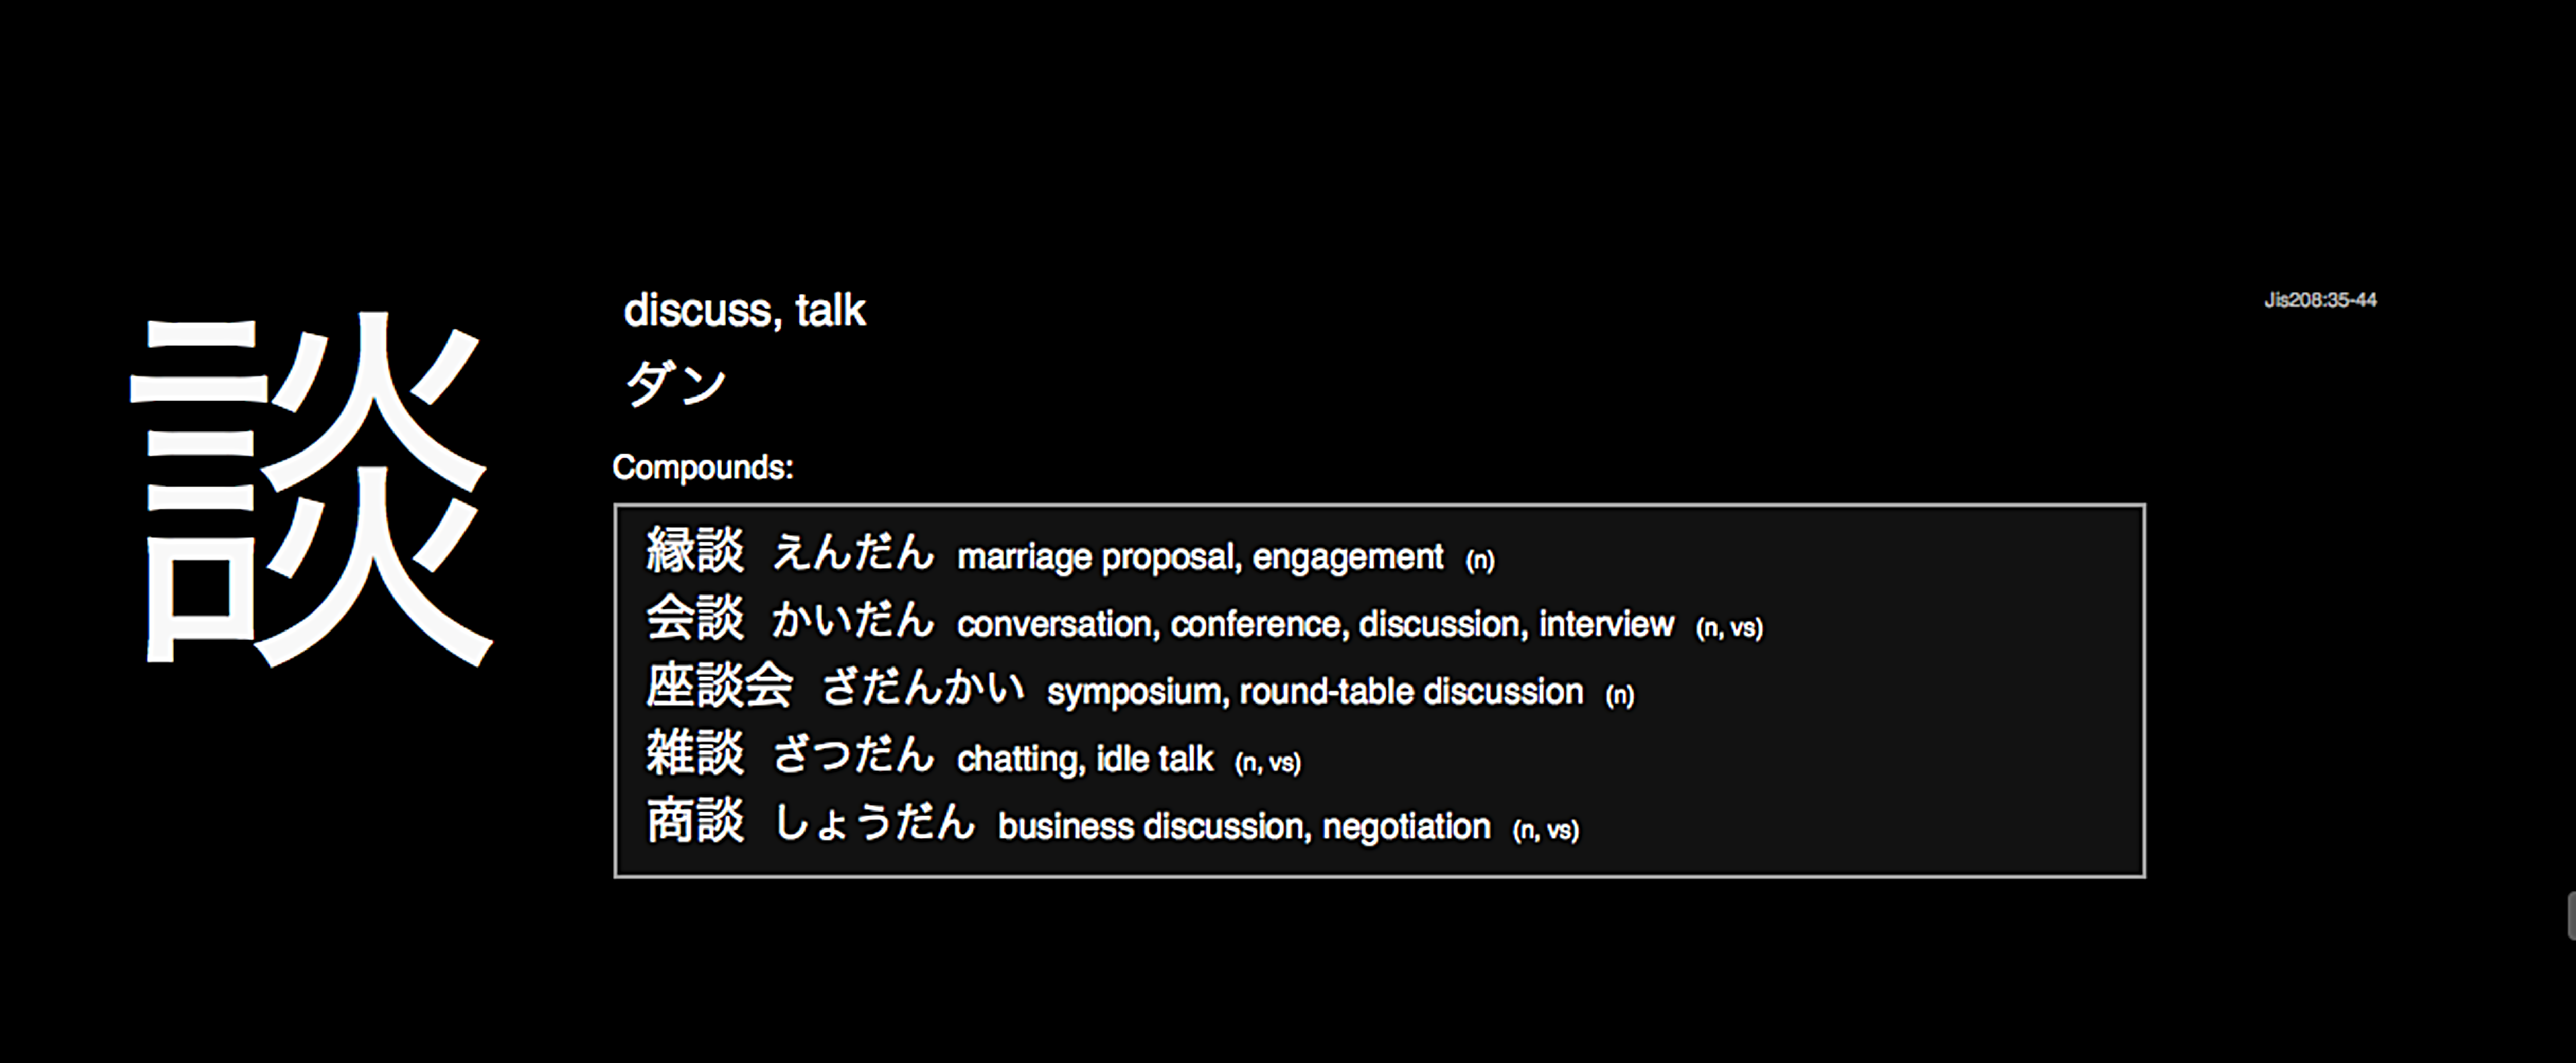 談
discuss, talk
Jis208:35-44
ダン
Compounds:
縁談 えんだん marriage proposal, engagement (n)
会談 かいだん conversation, conference, discussion, interview (n, vs)
座談会 ざだんかい symposium, round-table discussion (n)
雑談 ざつだん chatting, idle talk (n, vs)
商談 しょうだん business discussion, negotiation (n, vs)